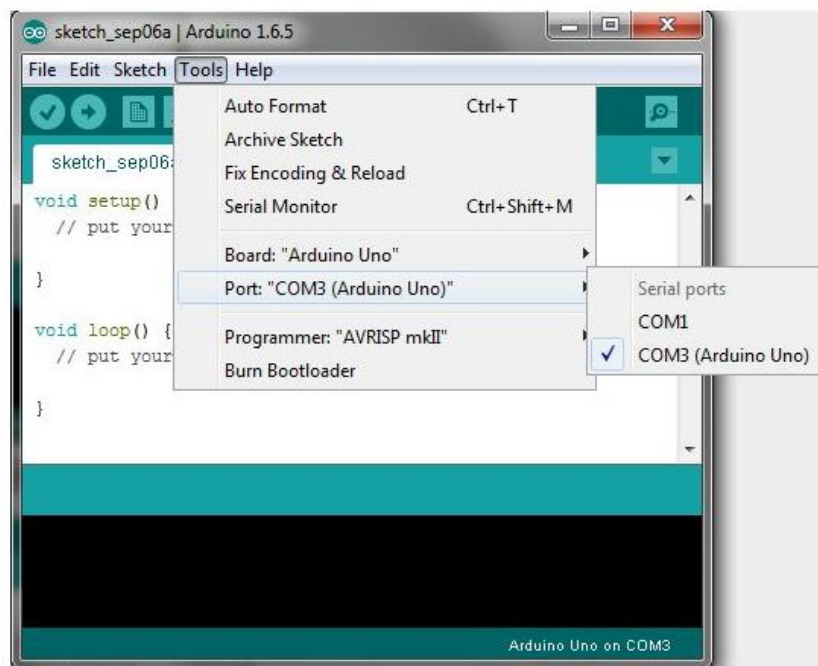 sketch_sep06a | Arduino 1.6.5
File Edit Sketch Tools Help
sketch_sep06a
Auto Format Ctrl+T
Archive Sketch
Fix Encoding & Reload
Serial Monitor Ctrl+Shift+M
Board: "Arduino Uno"
Port: "COM3 (Arduino Uno)"
Programmer: "AVRISP mkII"
Burn Bootloader
Serial ports
COM1
COM3 (Arduino Uno)
void setup()
// put your
}
void loop() {
// put your
}
Arduino Uno on COM3